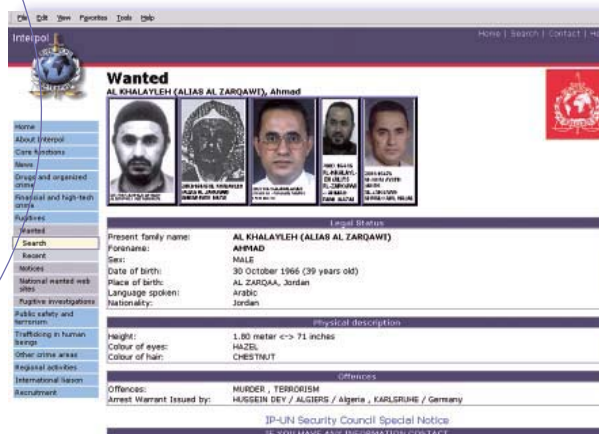 File Edit View Favorites Tools Help
Interpol
Home | Search | Contact |
Wanted
AL KHALAYLEH (ALIAS AL ZARQAWI), Ahmad
Home
About Interpol
Core functions
News
Drugs and organized
crime
Financial and high-tech
crime
Fugitives
Wanted
Search
Recent
Notices
National wanted web
sites
Fugitive investigations
Public safety and
terrorism
Trafficking in human
beings
Other crime areas
Regional activities
International liaison
Recruitment
Legal Status
Present family name: AL KHALAYLEH (ALIAS AL ZARQAWI)
Forename: AHMAD
Sex: MALE
Date of birth: 30 October 1966 (39 years old)
Place of birth: AL ZARQAA, Jordan
Language spoken: Arabic
Nationality: Jordan
Physical description
Height: 1.80 meter <-> 71 inches
Colour of eyes: HAZEL
Colour of hair: CHESTNUT
Offences
Offences: MURDER , TERRORISM
Arrest Warrant Issued by: HUSSEIN DEY / ALGIERS / Algeria , KARLSRUHE / Germany
IP-UN Security Council Special Notice
IF YOU HAVE ANY INFORMATION CONTACT